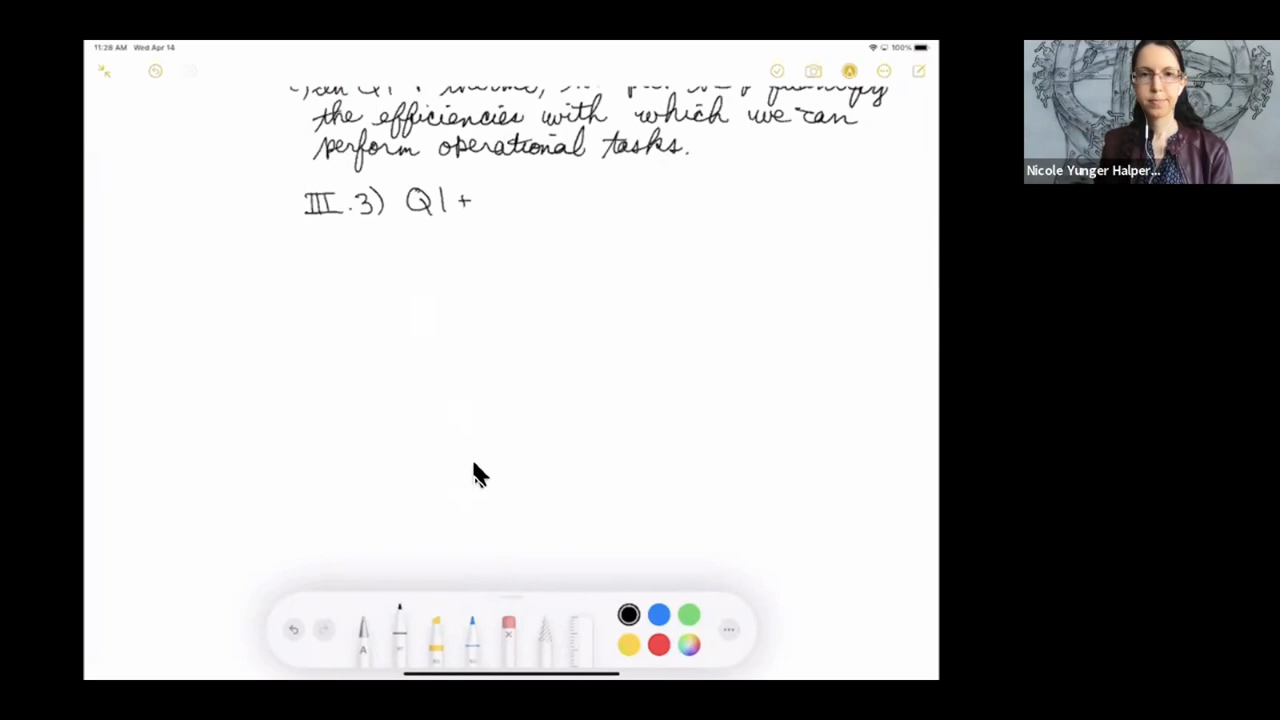 11:28 AM Wed Apr 14
100%
the efficiencies with which we can
perform operational tasks.
III.3) QI +
Nicole Yunger Halper...
A